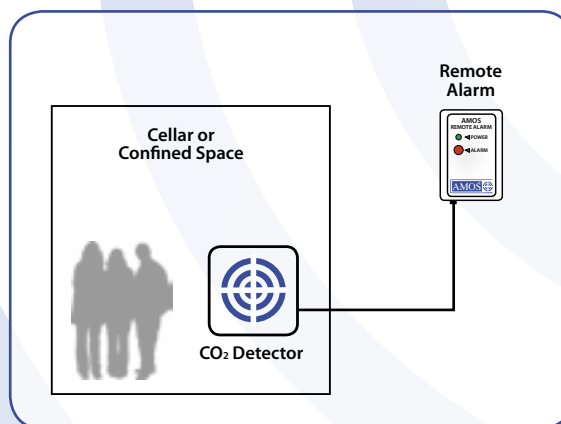 Remote
Alarm
AMOS
REMOTE ALARM
POWER
ALARM
AMOS
Cellar or
Confined Space
CO₂ Detector